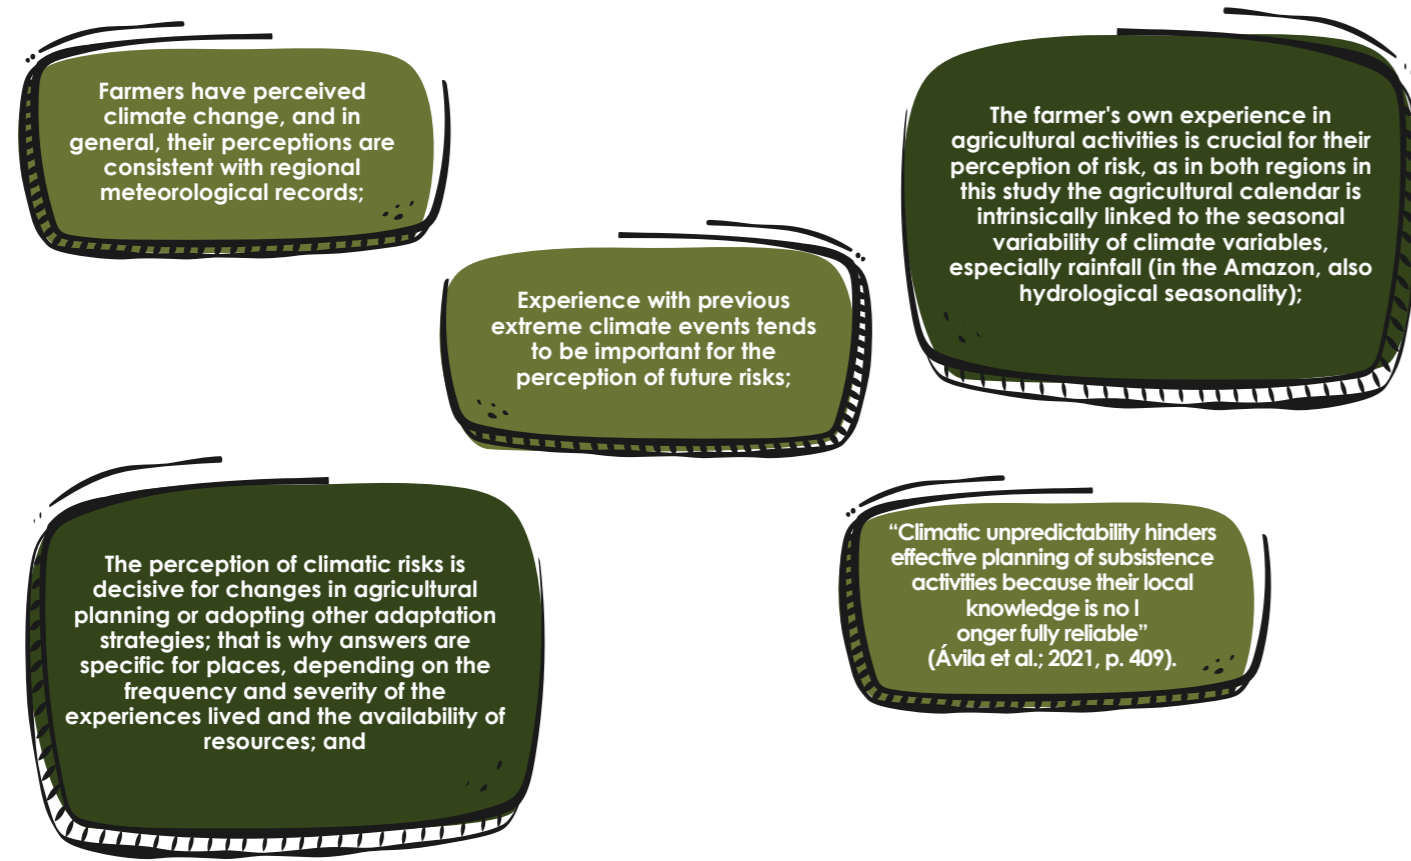 Farmers have perceived
climate change, and in
general, their perceptions are
consistent with regional
meteorological records;
The farmer's own experience in
agricultural activities is crucial for their
perception of risk, as in both regions in
this study the agricultural calendar is
intrinsically linked to the seasonal
variability of climate variables,
especially rainfall (in the Amazon, also
hydrological seasonality);
Experience with previous
extreme climate events tends
to be important for the
perception of future risks;
The perception of climatic risks is
decisive for changes in agricultural
planning or adopting other adaptation
strategies; that is why answers are
specific for places, depending on the
frequency and severity of the
experiences lived and the availability of
resources; and
“Climatic unpredictability hinders
effective planning of subsistence
activities because their local
knowledge is no l
onger fully reliable”
(Ávila et al.; 2021, p. 409).